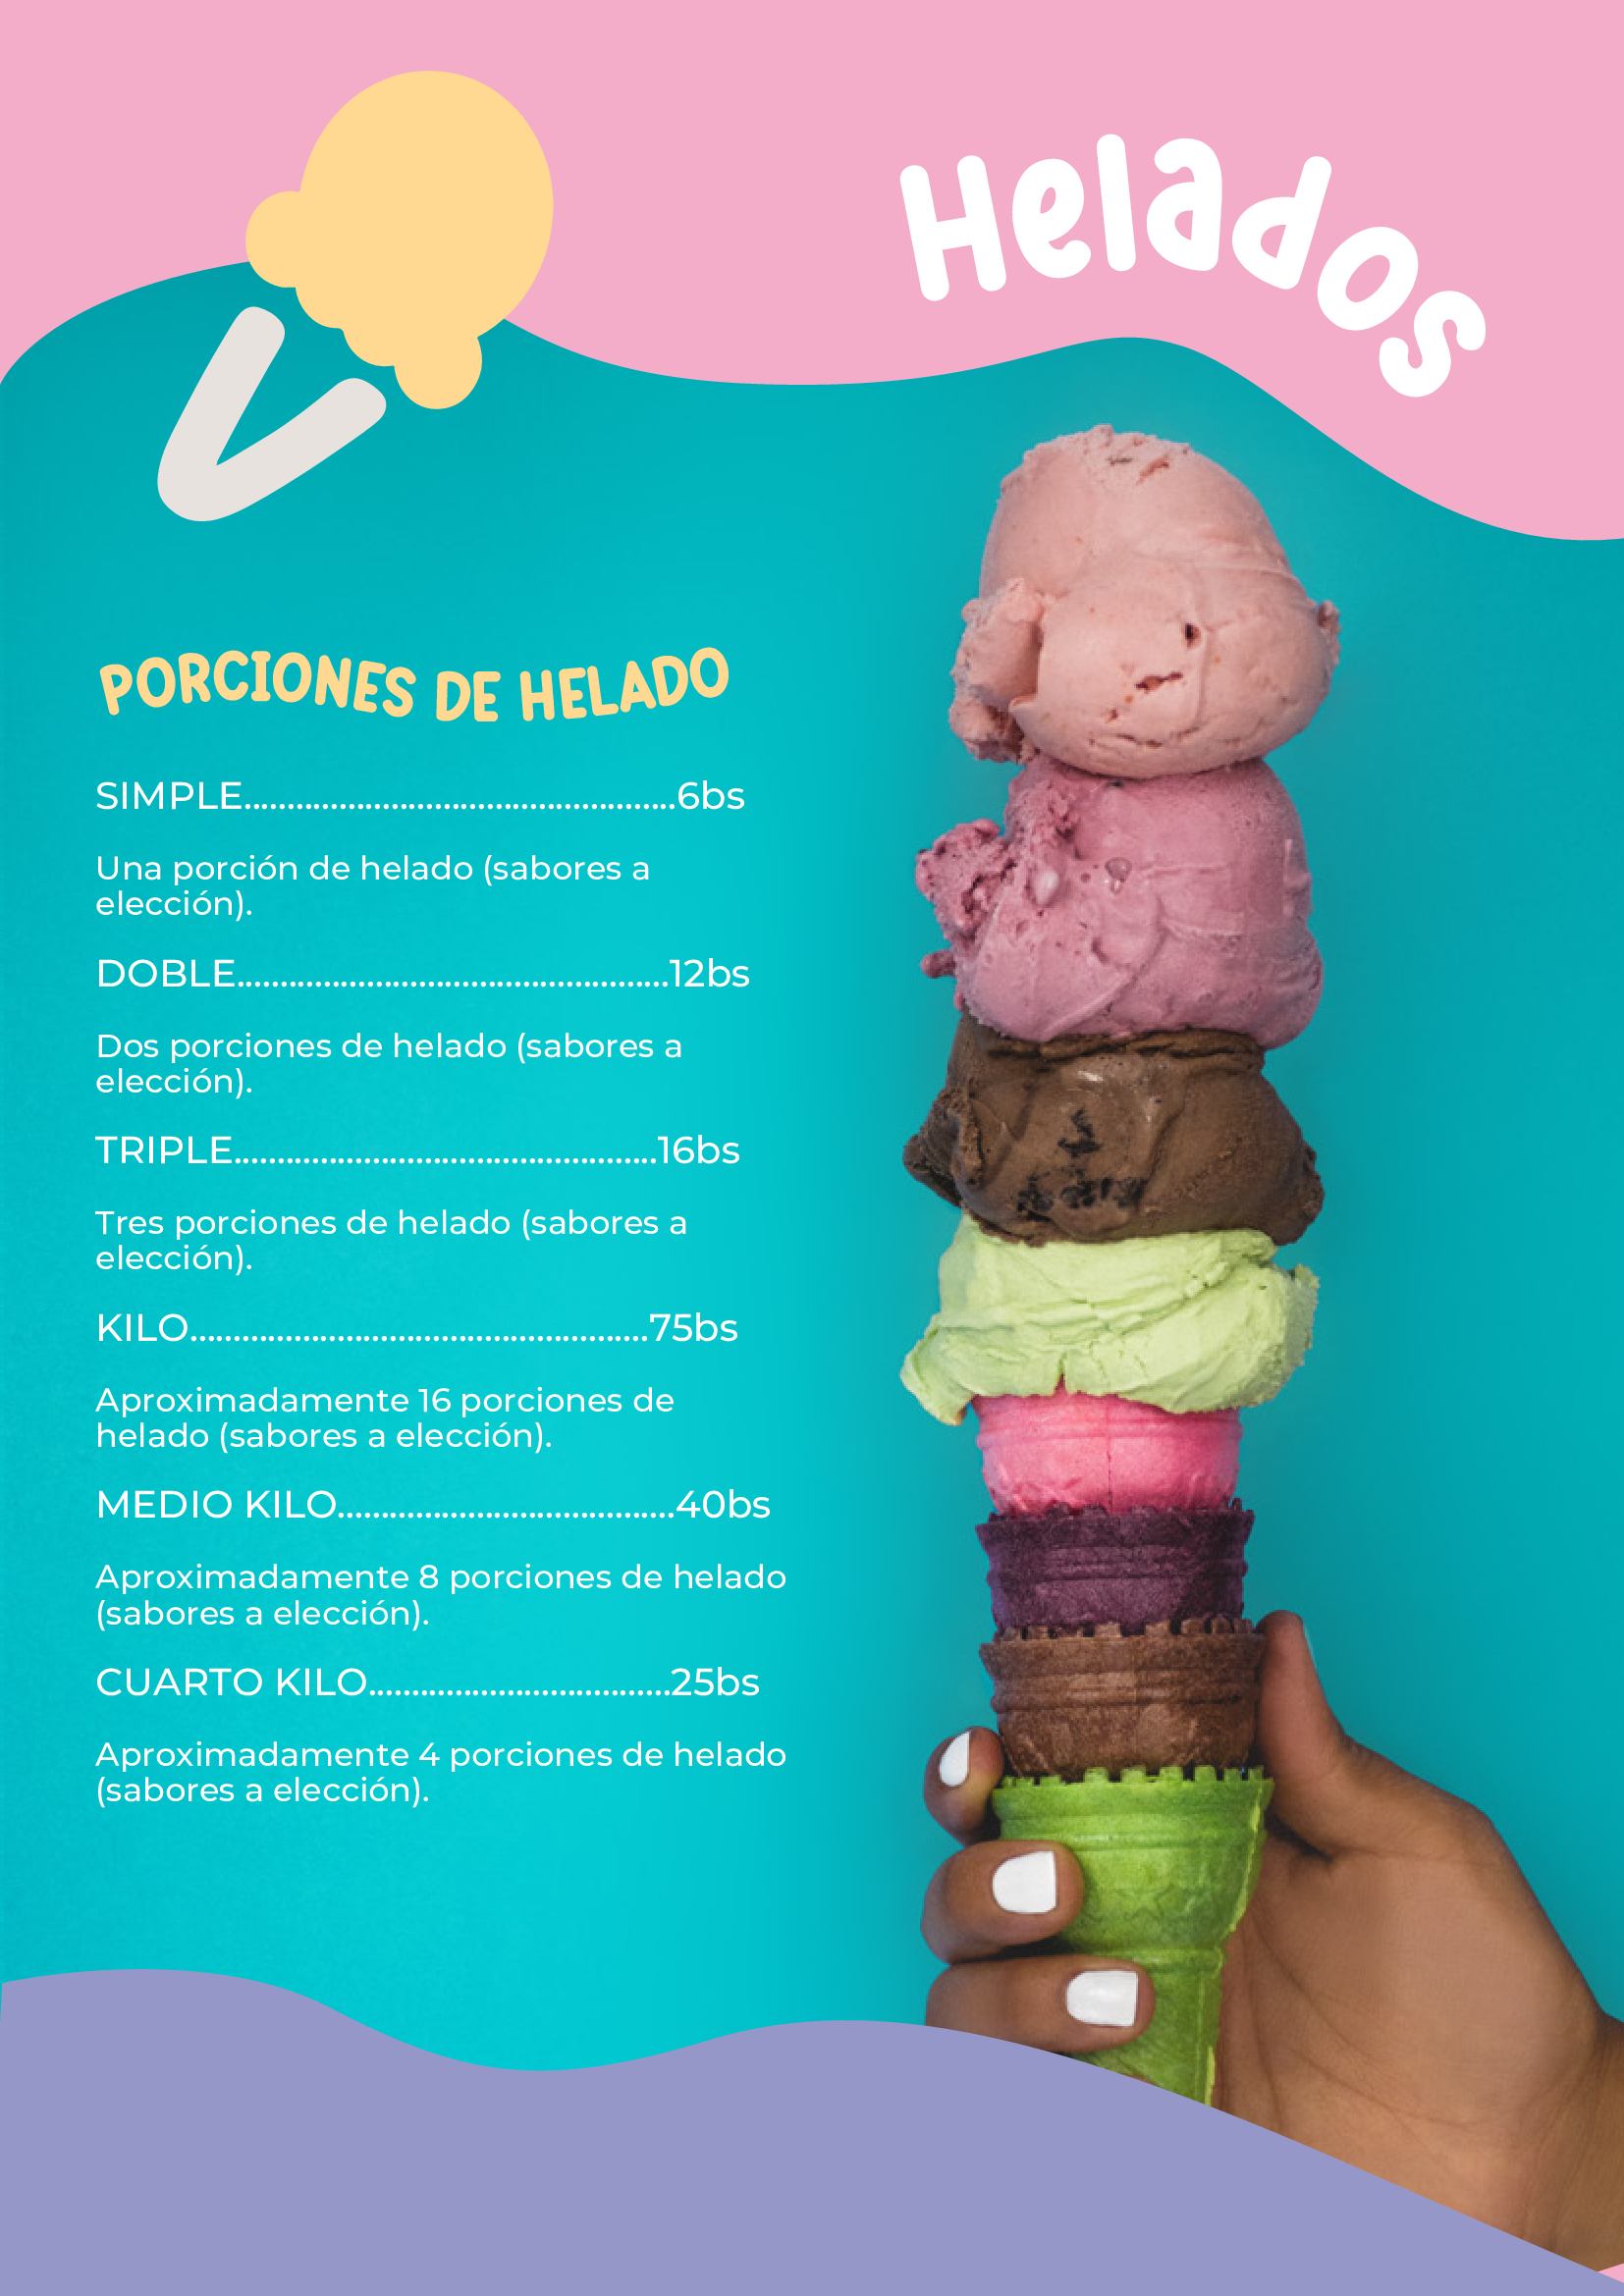 Helados
PORCIONES DE HELADO
SIMPLE..................................................6bs
Una porción de helado (sabores a
elección).
DOBLE..................................................12bs
Dos porciones de helado (sabores a
elección).
TRIPLE.................................................16bs
Tres porciones de helado (sabores a
elección).
KILO.....................................................75bs
Aproximadamente 16 porciones de
helado (sabores a elección).
MEDIO KILO.......................................40bs
Aproximadamente 8 porciones de helado
(sabores a elección).
CUARTO KILO...................................25bs
Aproximadamente 4 porciones de helado
(sabores a elección).